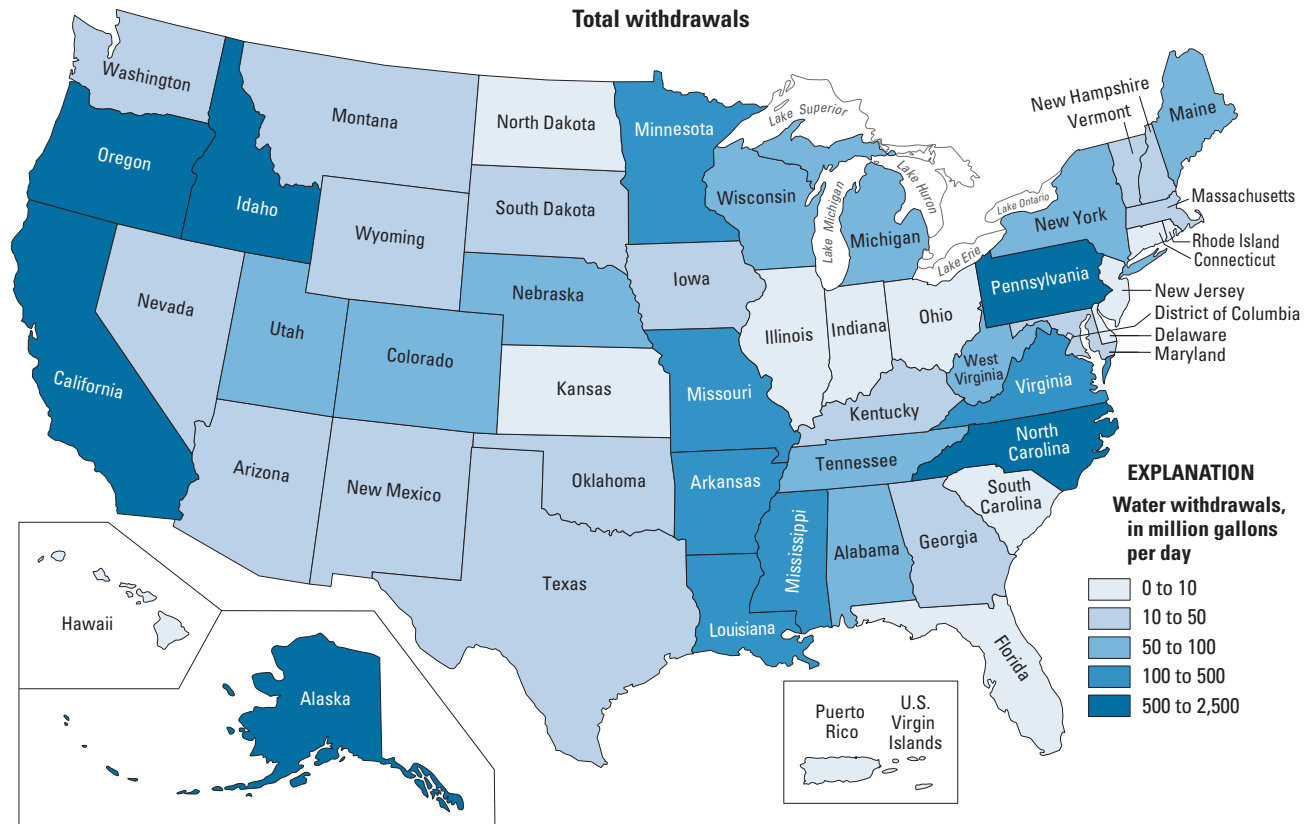 Total withdrawals
Washington
Montana
North Dakota
Minnesota
Lake Superior
New Hampshire
Vermont
Maine
Oregon
Idaho
Wyoming
South Dakota
Wisconsin
Lake Michigan
Lake Huron
Michigan
Lake Ontario
New York
Massachusetts
Rhode Island
Connecticut
Lake Erie
Pennsylvania
New Jersey
District of Columbia
Delaware
Maryland
Nevada
Utah
Colorado
Nebraska
Iowa
Illinois
Indiana
Ohio
West
Virginia
Virginia
California
Kansas
Missouri
Kentucky
North
Carolina
Arizona
New Mexico
Oklahoma
Arkansas
Tennessee
South
Carolina
Texas
Louisiana
Mississippi
Alabama
Georgia
Florida
Hawaii
Alaska
Puerto
Rico
U.S.
Virgin
Islands
EXPLANATION
Water withdrawals,
in million gallons
per day
0 to 10
10 to 50
50 to 100
100 to 500
500 to 2,500